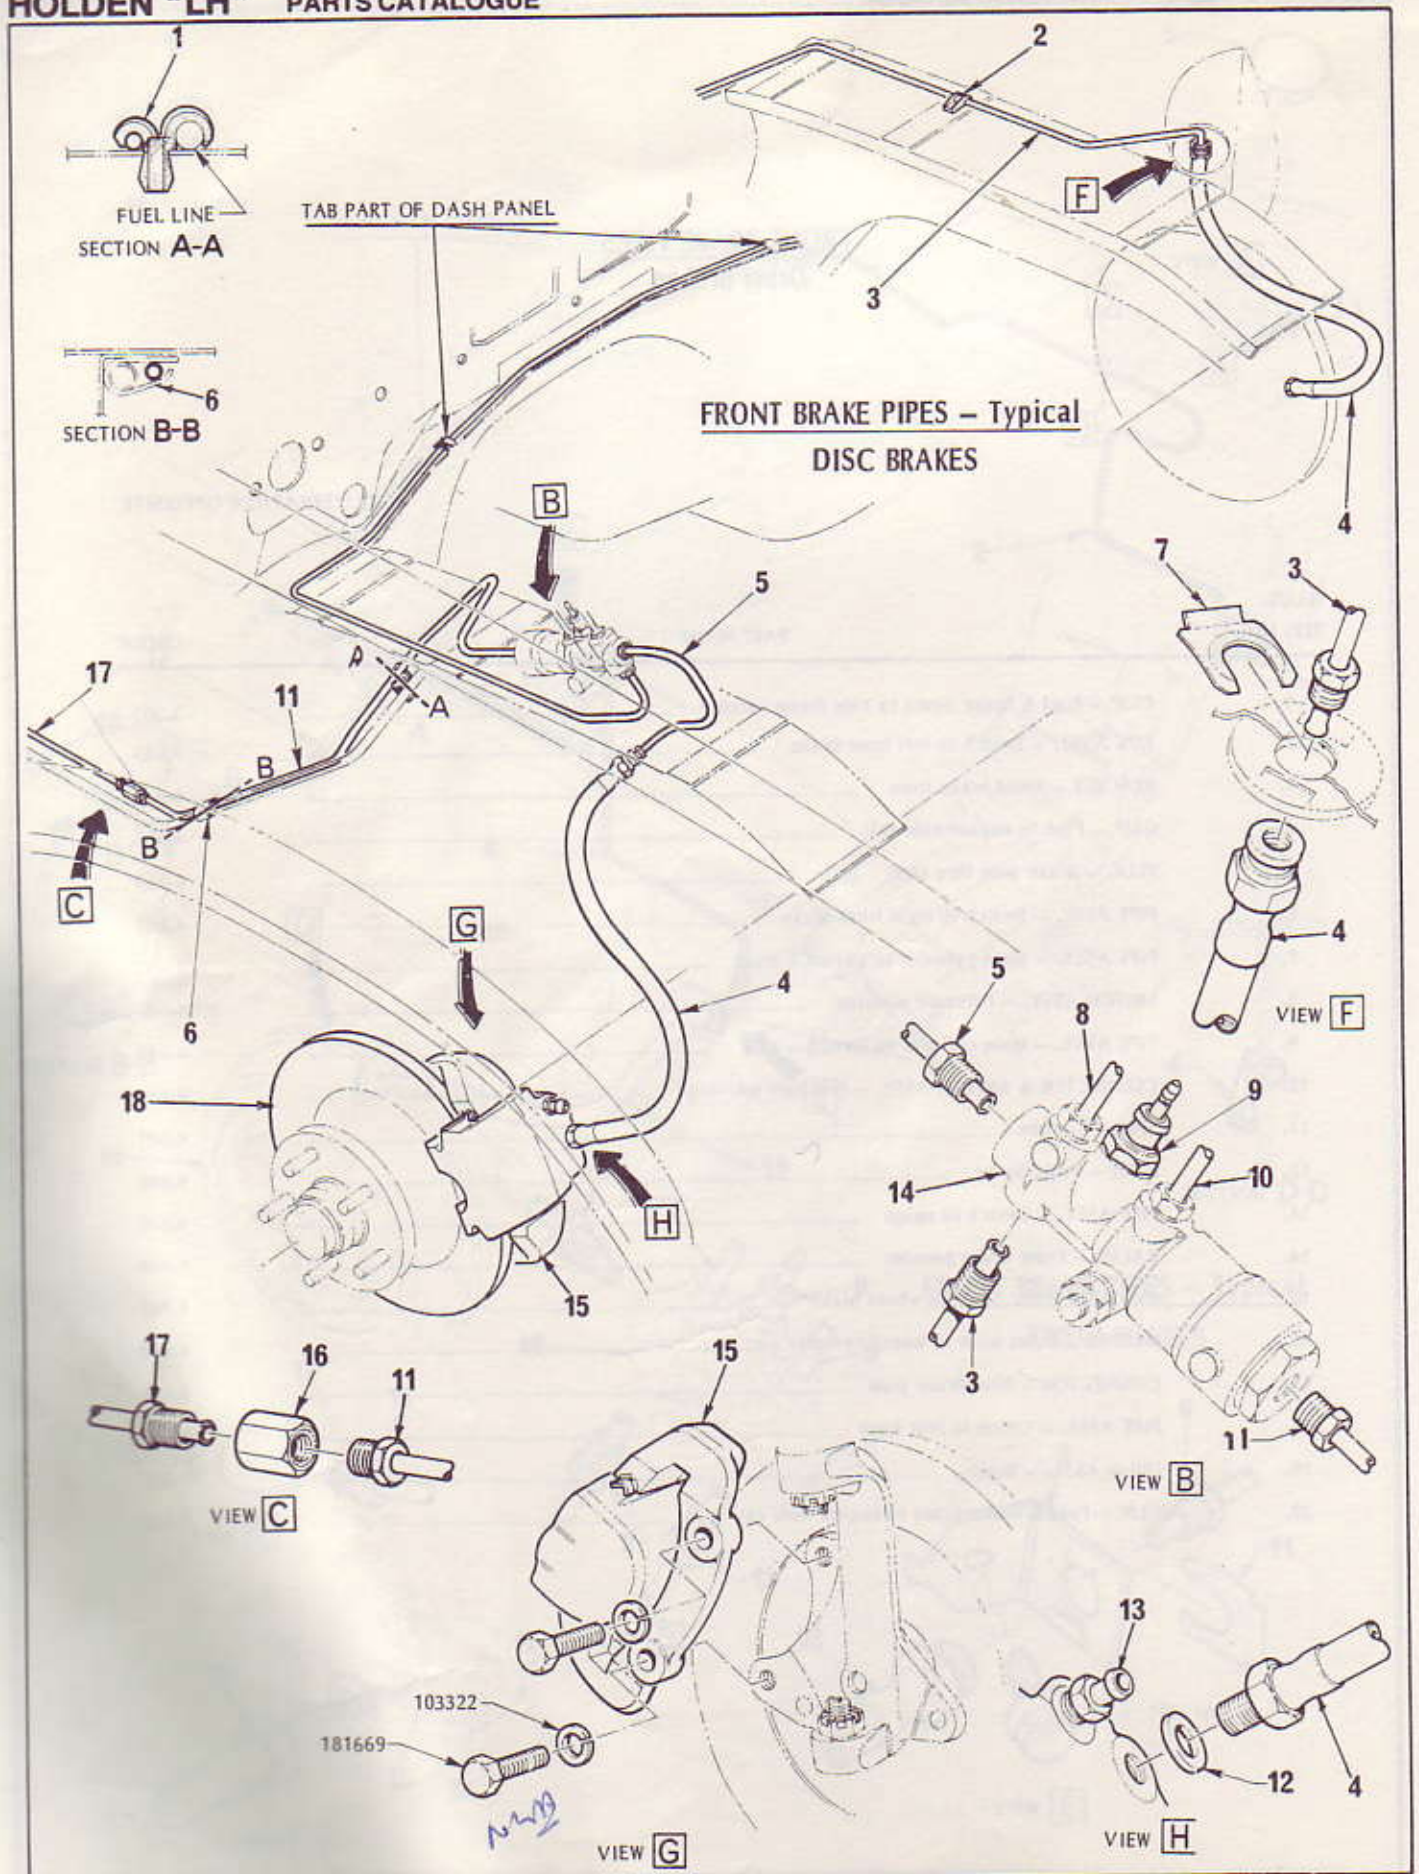 HOLDEN "LH" PARTS CATALOGUE
1
2
FUEL LINE
SECTION A-A
TAB PART OF DASH PANEL
F
3
6
SECTION B-B
FRONT BRAKE PIPES – Typical
DISC BRAKES
4
B
7
3
5
A
A
17
11
B
B
C
G
6
4
4
VIEW F
5
8
9
18
14
10
H
15
3
17
16
11
15
11
VIEW C
VIEW B
13
103322
181669
12
4
VIEW G
VIEW H